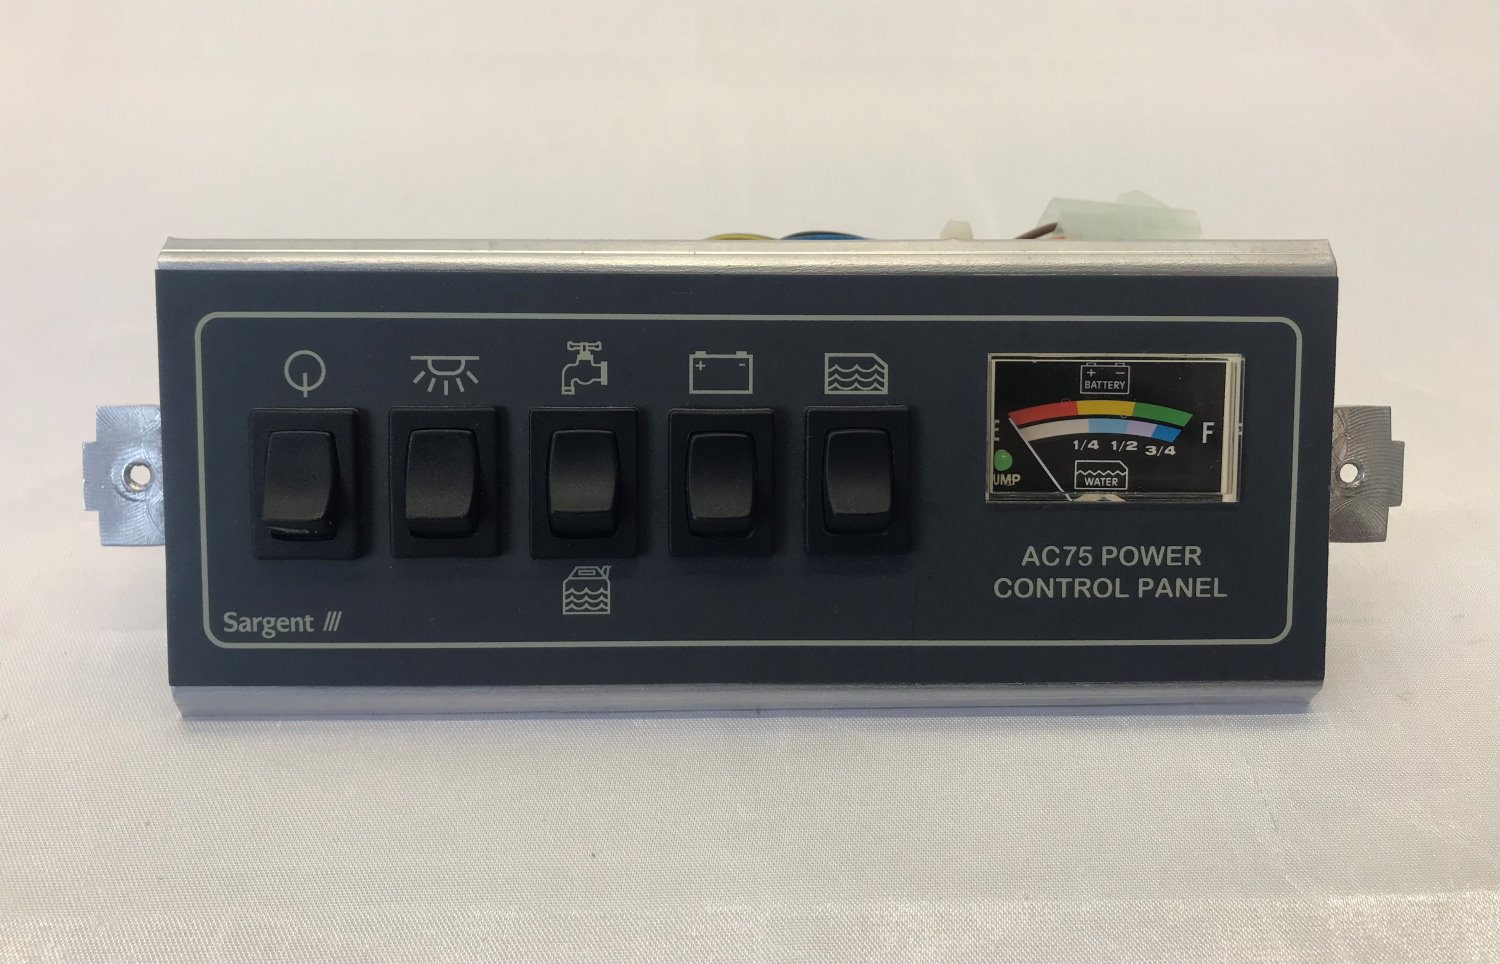 BATTERY
E F
1/4 1/2 3/4
UMP
WATER
AC75 POWER
CONTROL PANEL
Sargent